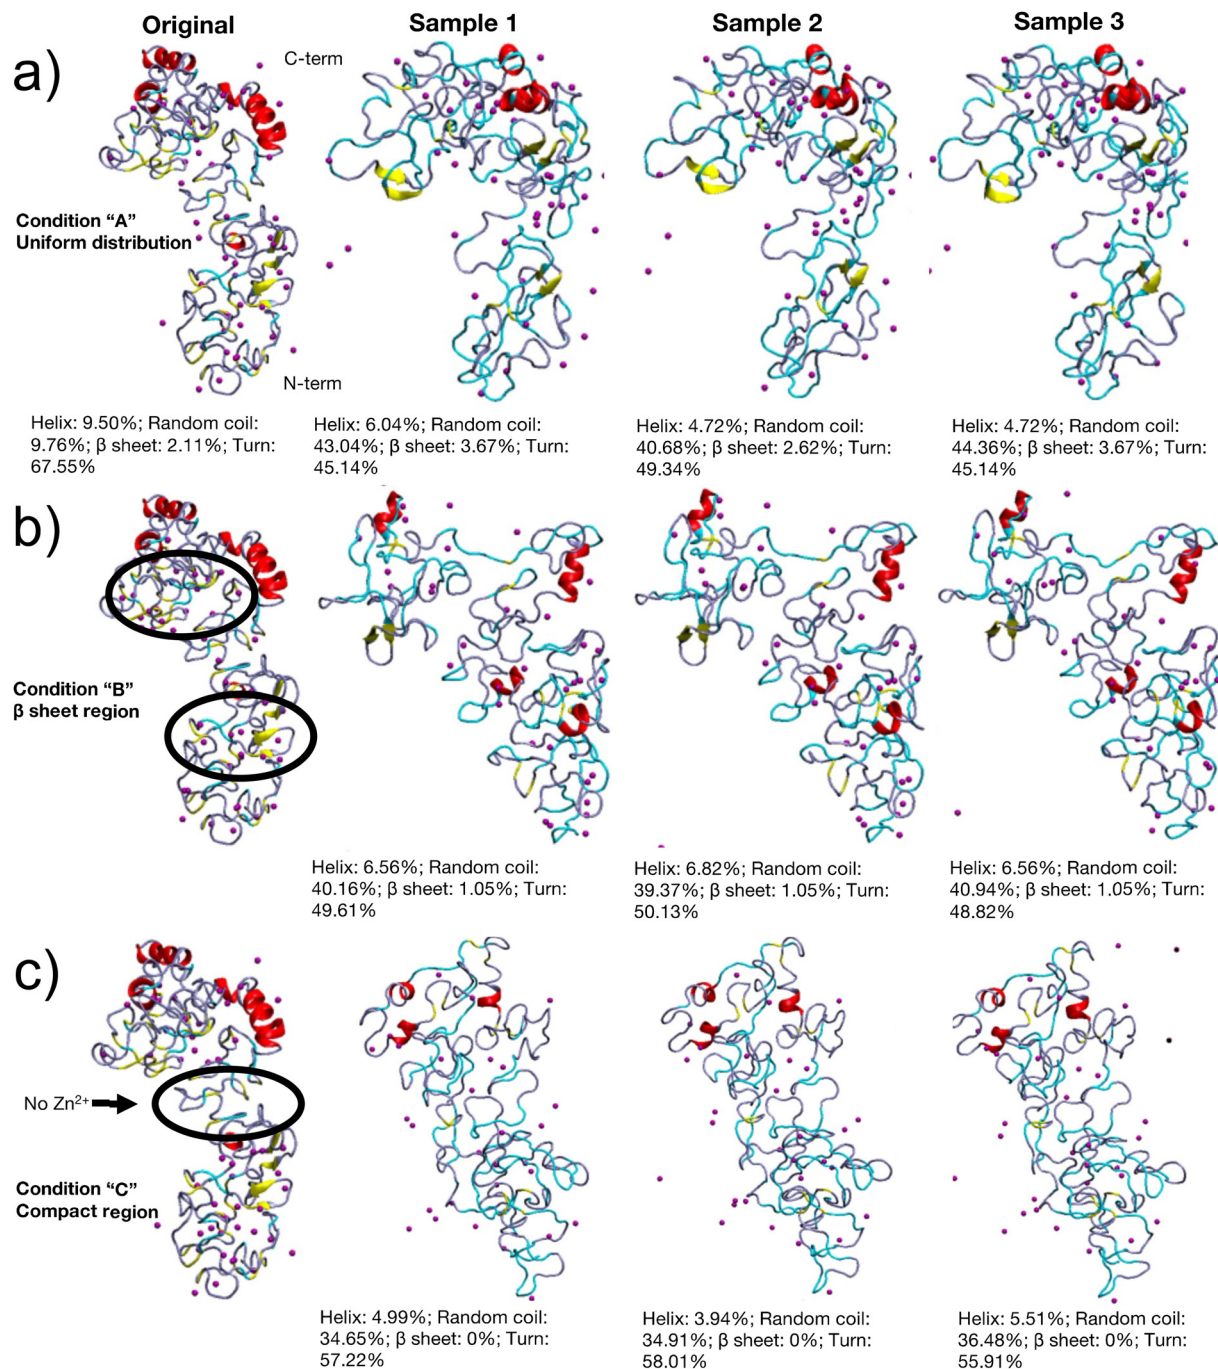 Original
Sample 1
Sample 2
Sample 3
a)
C-term
Condition “A”
Uniform distribution
N-term
Helix: 9.50%; Random coil:
9.76%; β sheet: 2.11%; Turn:
67.55%
Helix: 6.04%; Random coil:
43.04%; β sheet: 3.67%; Turn:
45.14%
Helix: 4.72%; Random coil:
40.68%; β sheet: 2.62%; Turn:
49.34%
Helix: 4.72%; Random coil:
44.36%; β sheet: 3.67%; Turn:
45.14%
b)
Condition “B”
β sheet region
Helix: 6.56%; Random coil:
40.16%; β sheet: 1.05%; Turn:
49.61%
Helix: 6.82%; Random coil:
39.37%; β sheet: 1.05%; Turn:
50.13%
Helix: 6.56%; Random coil:
40.94%; β sheet: 1.05%; Turn:
48.82%
c)
No Zn²⁺
Condition “C”
Compact region
Helix: 4.99%; Random coil:
34.65%; β sheet: 0%; Turn:
57.22%
Helix: 3.94%; Random coil:
34.91%; β sheet: 0%; Turn:
58.01%
Helix: 5.51%; Random coil:
36.48%; β sheet: 0%; Turn:
55.91%